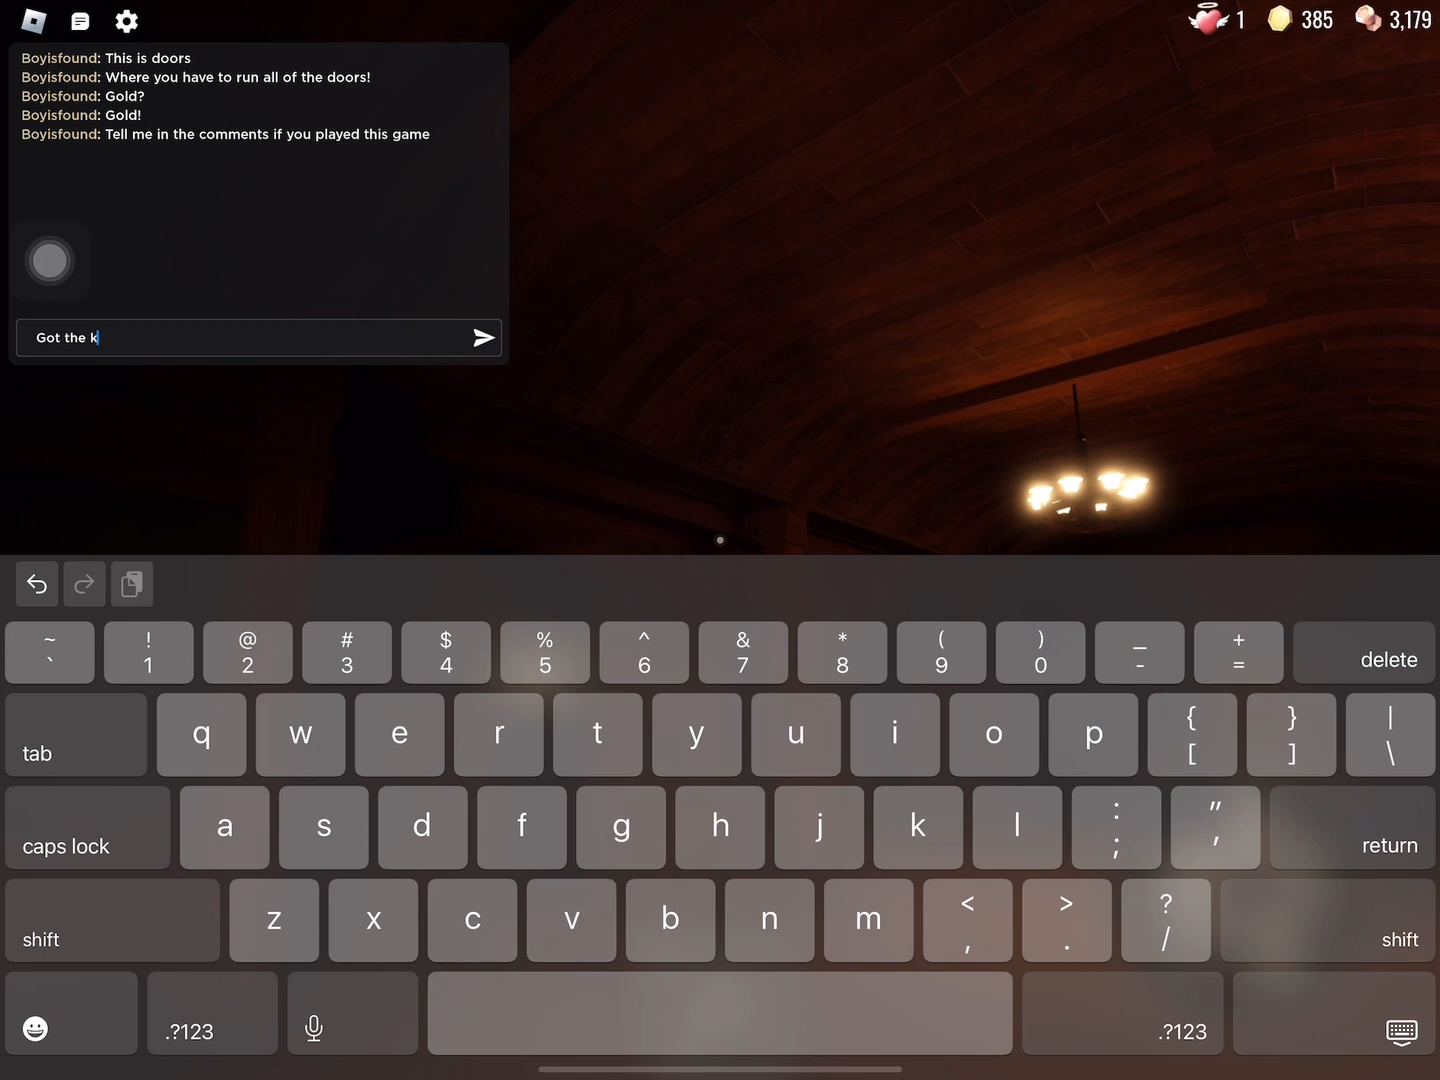 1 385 3,179
Boyisfound: This is doors
Boyisfound: Where you have to run all of the doors!
Boyisfound: Gold?
Boyisfound: Gold!
Boyisfound: Tell me in the comments if you played this game
Got the k
~ ! @ # $ % ^ & * ( ) _ +
` 1 2 3 4 5 6 7 8 9 0 - = delete
tab q w e r t y u i o p { [ } ] | \
caps lock a s d f g h j k l : ; " ' return
shift z x c v b n m < , > . ? / shift
.?123 .?123